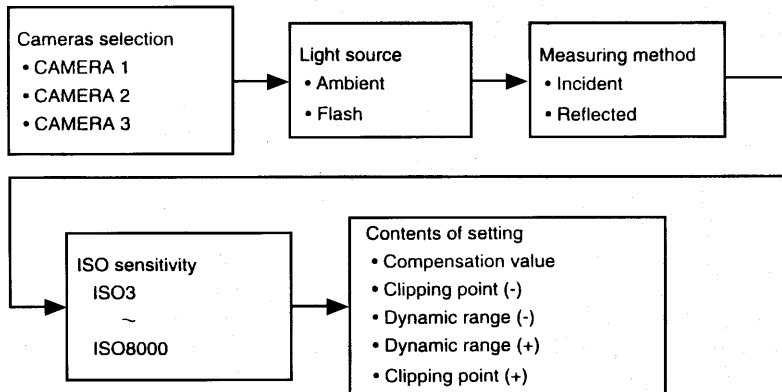 Cameras selection
• CAMERA 1
• CAMERA 2
• CAMERA 3
Light source
• Ambient
• Flash
Measuring method
• Incident
• Reflected
ISO sensitivity
ISO3
~
ISO8000
Contents of setting
• Compensation value
• Clipping point (-)
• Dynamic range (-)
• Dynamic range (+)
• Clipping point (+)